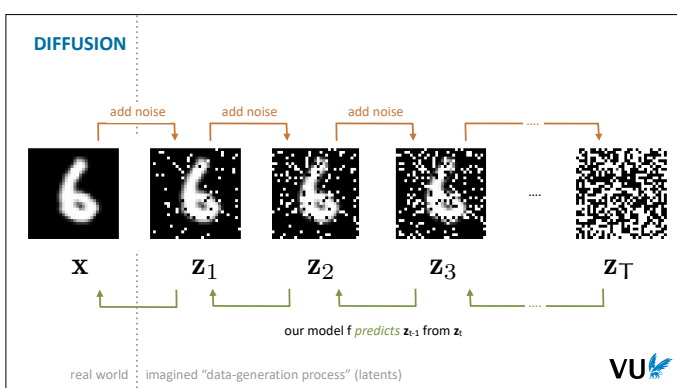 DIFFUSION
add noise
add noise
add noise
....
....
x
z1
z2
z3
zT
....
our model f predicts zt-1 from zt
real world
imagined “data-generation process” (latents)
VU